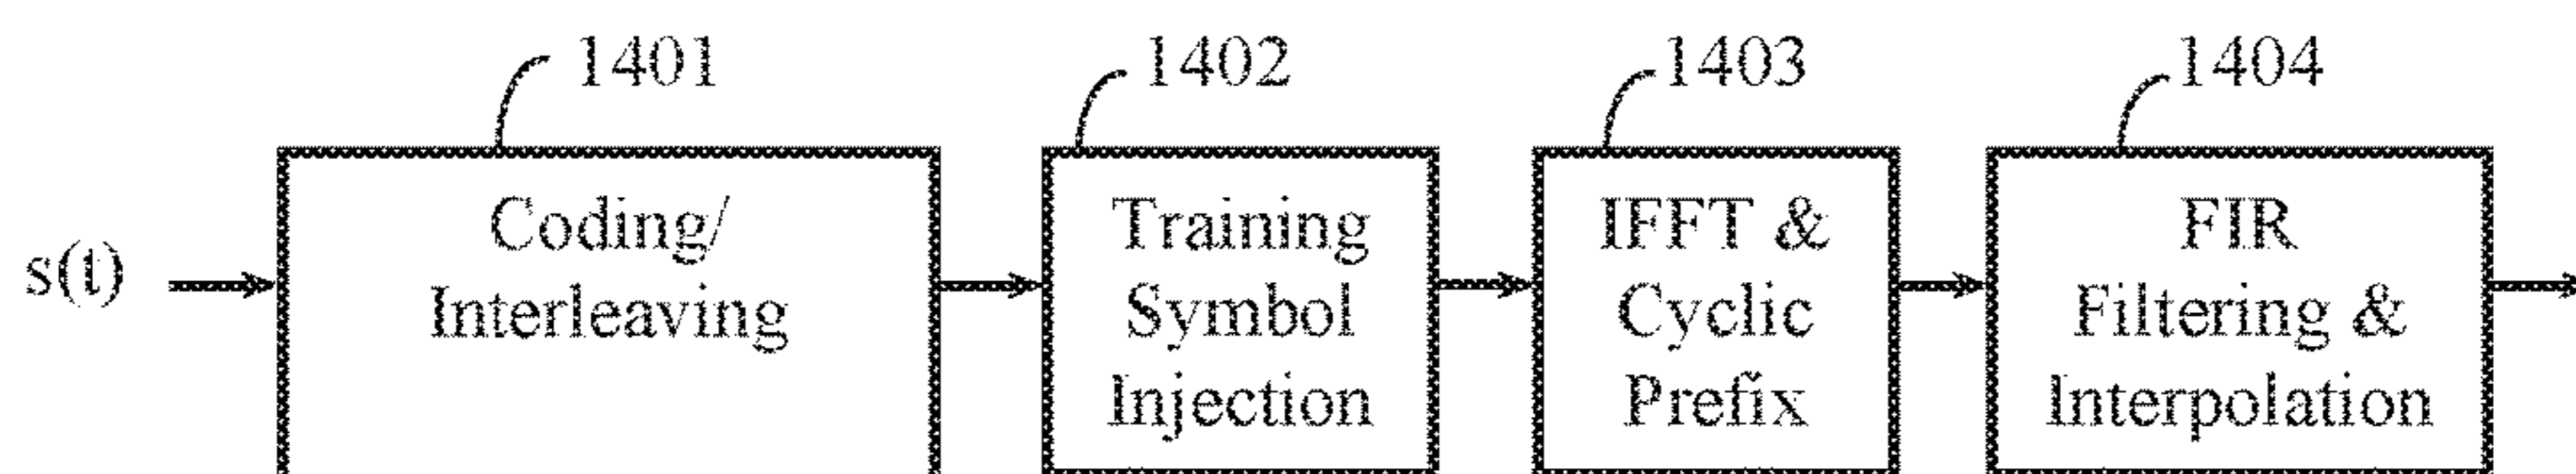 1401
1402
1403
1404
s(t)
Coding/
Interleaving
Training
Symbol
Injection
IFFT &
Cyclic
Prefix
FIR
Filtering &
Interpolation